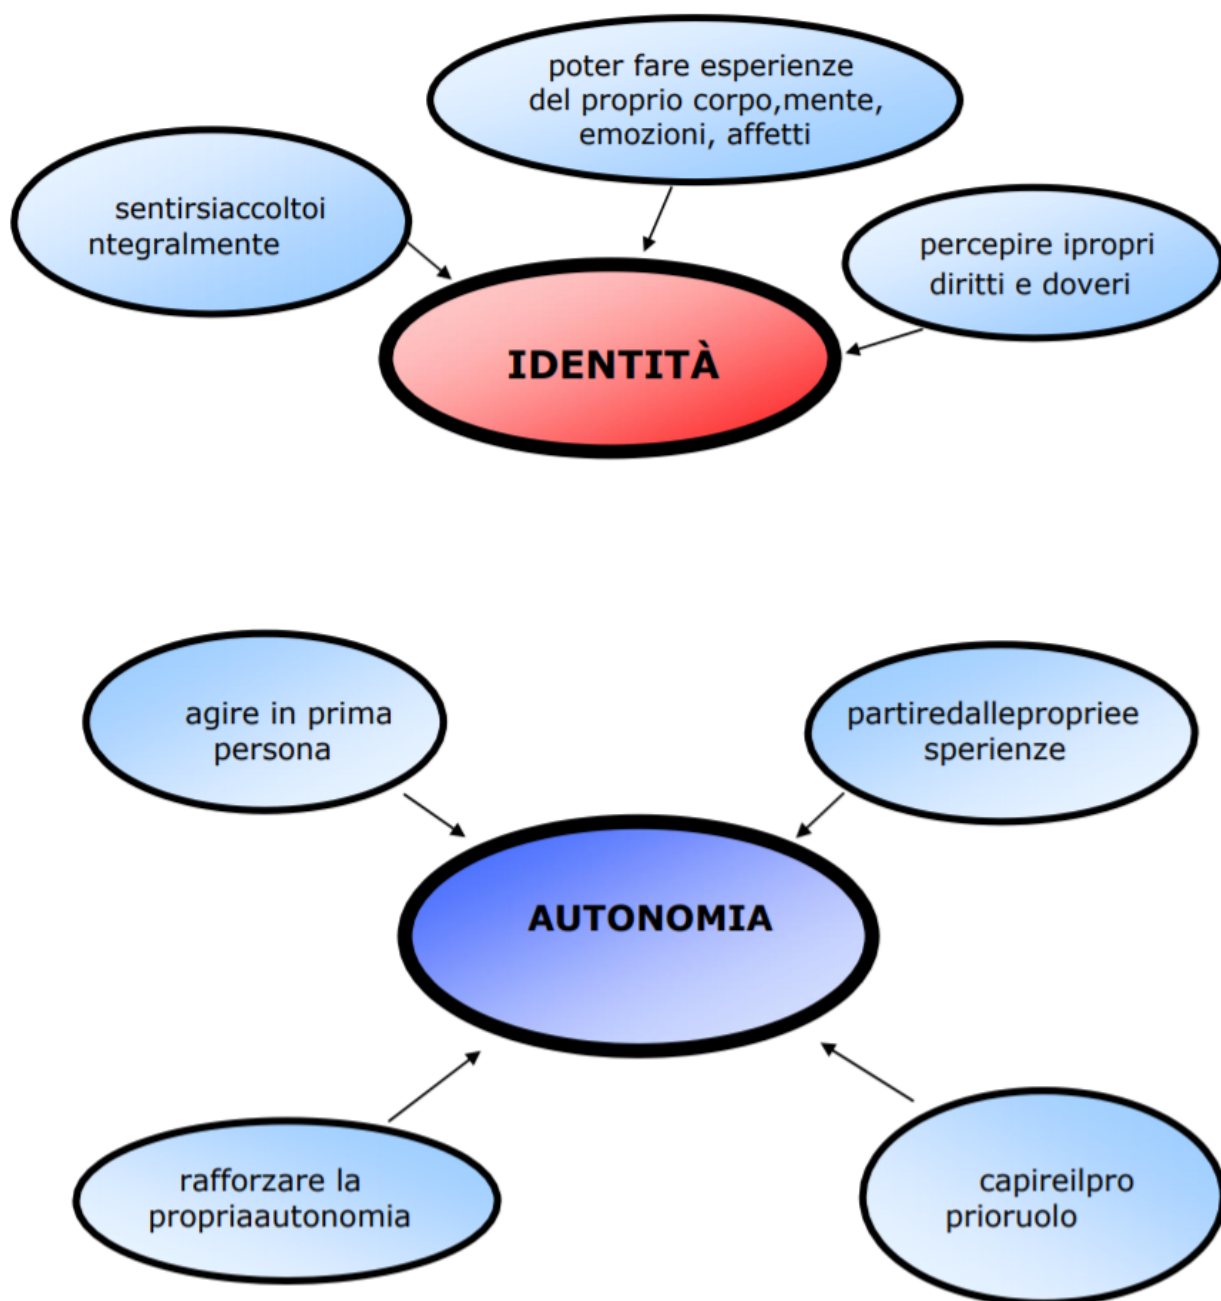 poter fare esperienze
del proprio corpo,mente,
emozioni, affetti
sentirsiaccoltoi
ntegralmente
percepire ipropri
diritti e doveri
IDENTITÀ
agire in prima
persona
partiredallepropriee
sperienze
AUTONOMIA
rafforzare la
propriaautonomia
capireilpro
prioruolo